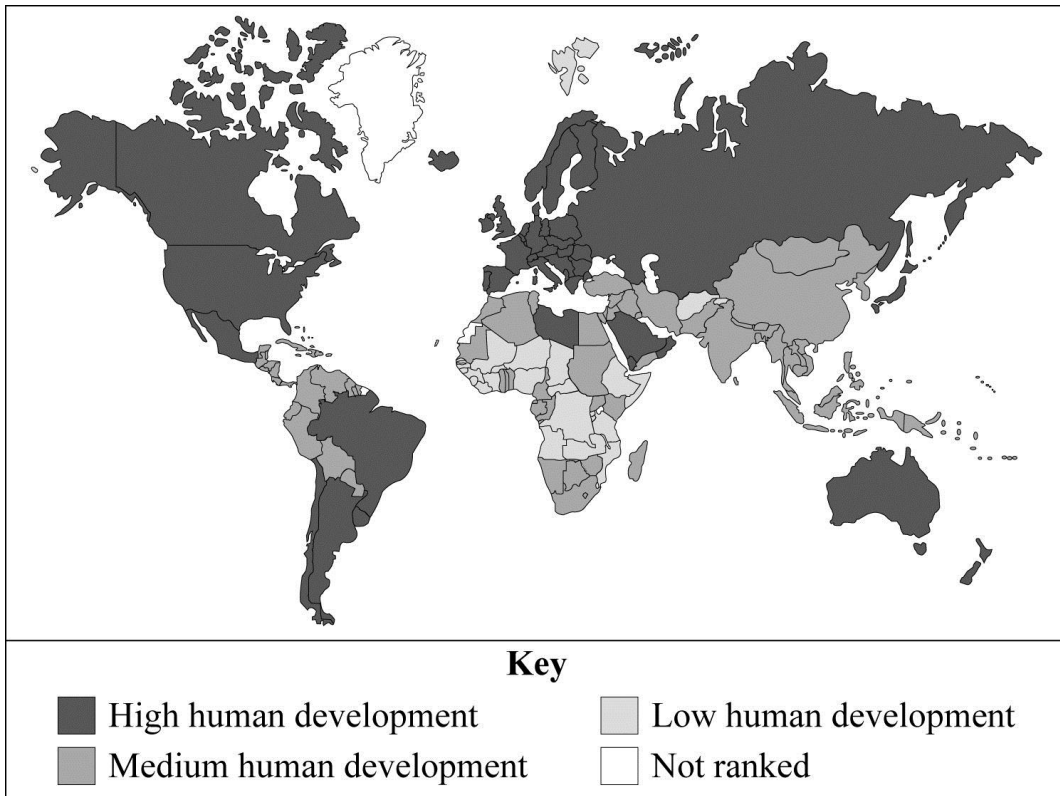 Key
High human development
Medium human development
Low human development
Not ranked